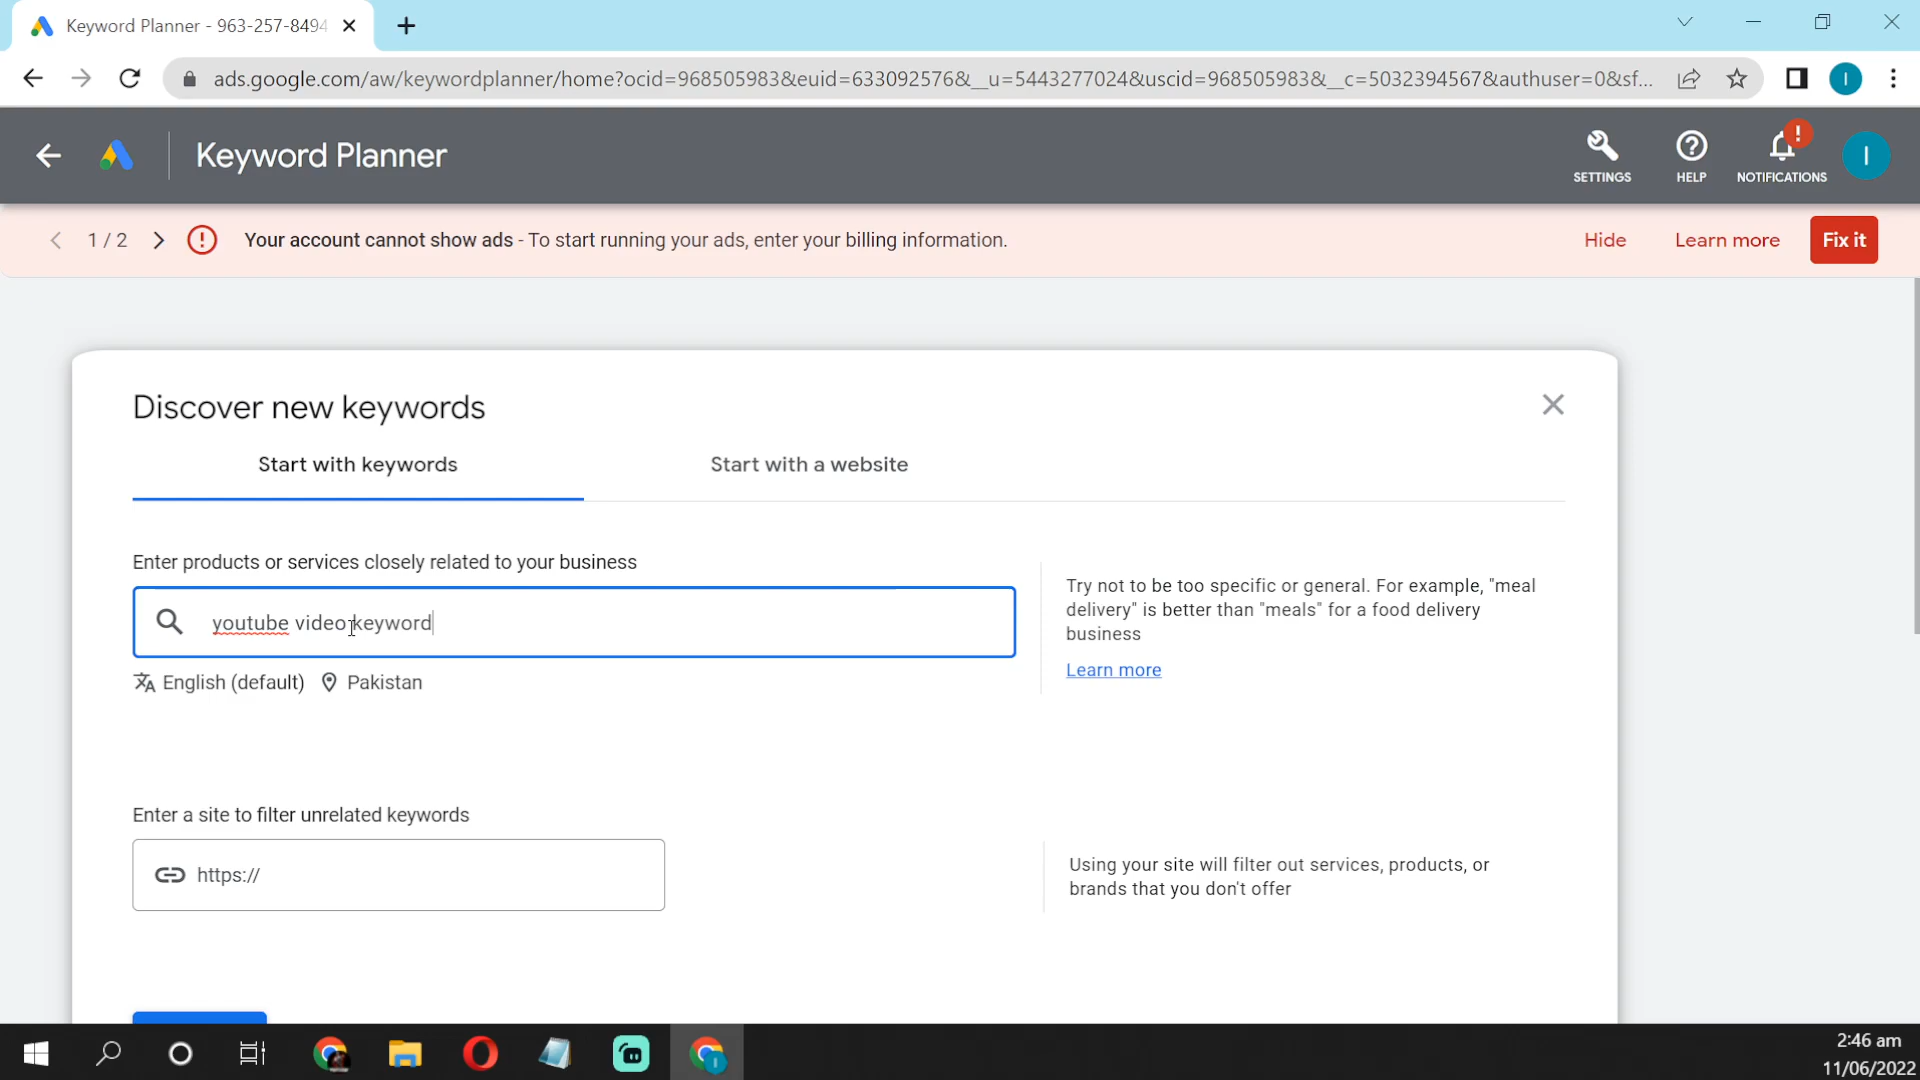 Keyword Planner - 963-257-8494
ads.google.com/aw/keywordplanner/home?ocid=968505983&euid=633092576&__u=5443277024&uscid=968505983&__c=5032394567&authuser=0&sf...
I
Keyword Planner
SETTINGS
HELP
!
NOTIFICATIONS
I
1 / 2
Your account cannot show ads - To start running your ads, enter your billing information.
Hide
Learn more
Fix it
Discover new keywords
Start with keywords
Start with a website
Enter products or services closely related to your business
youtube video keyword
English (default)
Pakistan
Try not to be too specific or general. For example, "meal
delivery" is better than "meals" for a food delivery
business
Learn more
Enter a site to filter unrelated keywords
https://
Using your site will filter out services, products, or
brands that you don't offer
2:46 am
11/06/2022